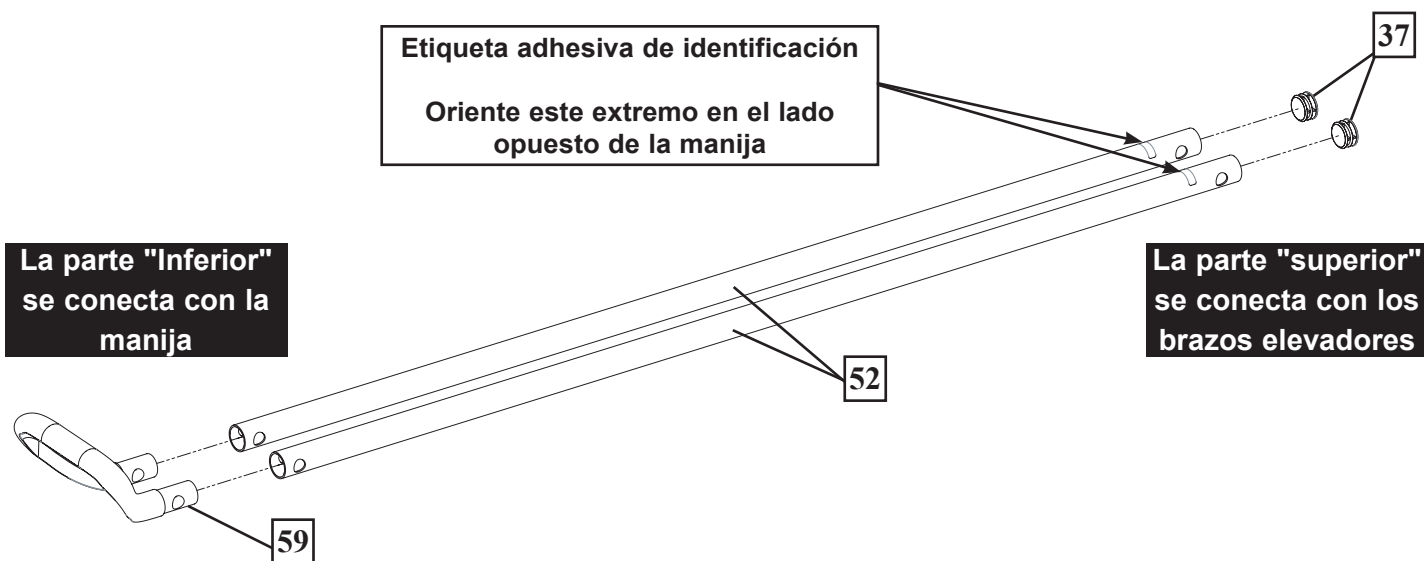 37
Etiqueta adhesiva de identificación
Oriente este extremo en el lado
opuesto de la manija
La parte "Inferior"
se conecta con la
manija
La parte "superior"
se conecta con los
brazos elevadores
52
59